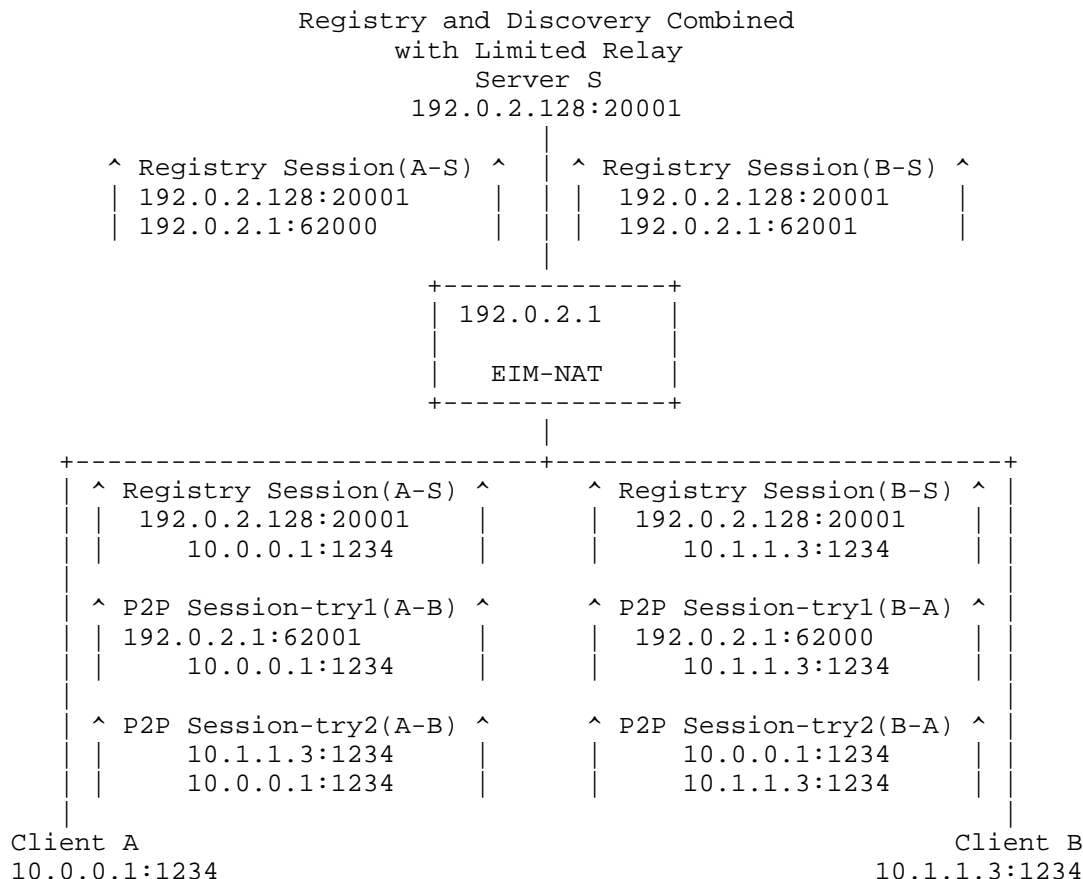 Registry and Discovery Combined
with Limited Relay
Server S
192.0.2.128:20001
|
^ Registry Session(A-S) ^ | ^ Registry Session(B-S) ^
| 192.0.2.128:20001 | | | 192.0.2.128:20001 |
| 192.0.2.1:62000 | | | 192.0.2.1:62001 |
|
+--------------+
| 192.0.2.1 |
| |
| EIM-NAT |
+--------------+
|
+-----------------------------+----------------------------+
| ^ Registry Session(A-S) ^ ^ Registry Session(B-S) ^ |
| | 192.0.2.128:20001 | | 192.0.2.128:20001 | |
| | 10.0.0.1:1234 | | 10.1.1.3:1234 | |
| |
| ^ P2P Session-try1(A-B) ^ ^ P2P Session-try1(B-A) ^ |
| | 192.0.2.1:62001 | | 192.0.2.1:62000 | |
| | 10.0.0.1:1234 | | 10.1.1.3:1234 | |
| |
| ^ P2P Session-try2(A-B) ^ ^ P2P Session-try2(B-A) ^ |
| | 10.1.1.3:1234 | | 10.0.0.1:1234 | |
| | 10.0.0.1:1234 | | 10.1.1.3:1234 | |
| |
Client A Client B
10.0.0.1:1234 10.1.1.3:1234